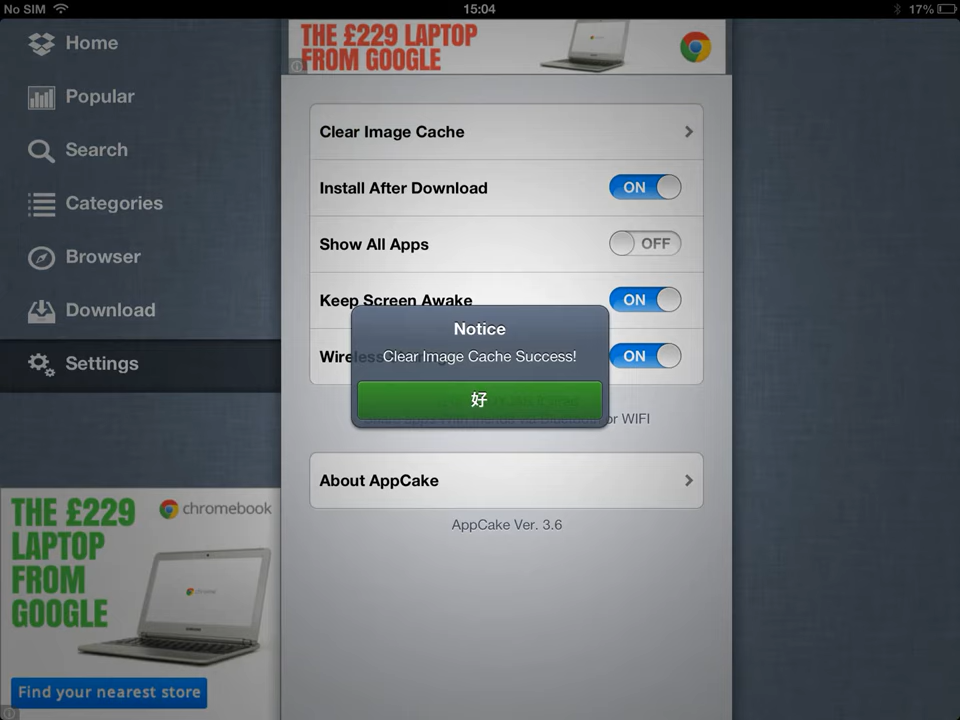 No SIM 15:04 17%
Home
Popular
Search
Categories
Browser
Download
Settings
THE £229
LAPTOP
FROM
GOOGLE
chromebook
chrome
SAMSUNG
Find your nearest store
THE £229 LAPTOP
FROM GOOGLE
Clear Image Cache
Install After Download ON
Show All Apps OFF
Keep Screen Awake ON
Wireless ON
Notice
Clear Image Cache Success!
好
or WIFI
About AppCake
AppCake Ver. 3.6